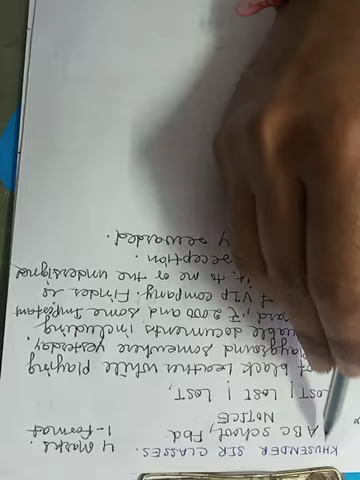 KHUSENDER SIR CLASSES.
4 Marks.
ABC School, Fbd.
1-Format
NOTICE
LOST! LOST! LOST.
of black Leather while playing
playground somewhere yesterday.
documents including
₹ 2000 and some Important
VIP company. Finder is
it to me or the undersigned
reception.
rewarded.